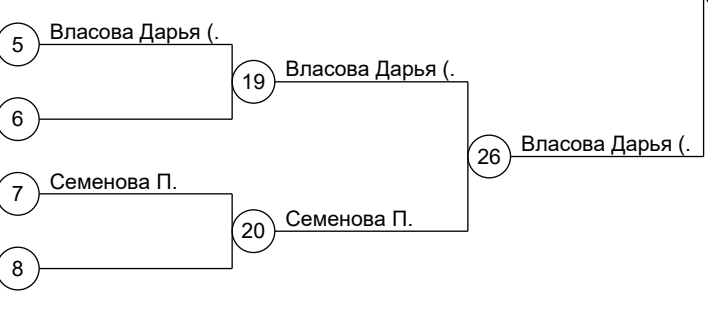 5 Власова Дарья (.
19 Власова Дарья (.
6
26 Власова Дарья (.
7 Семенова П.
20 Семенова П.
8